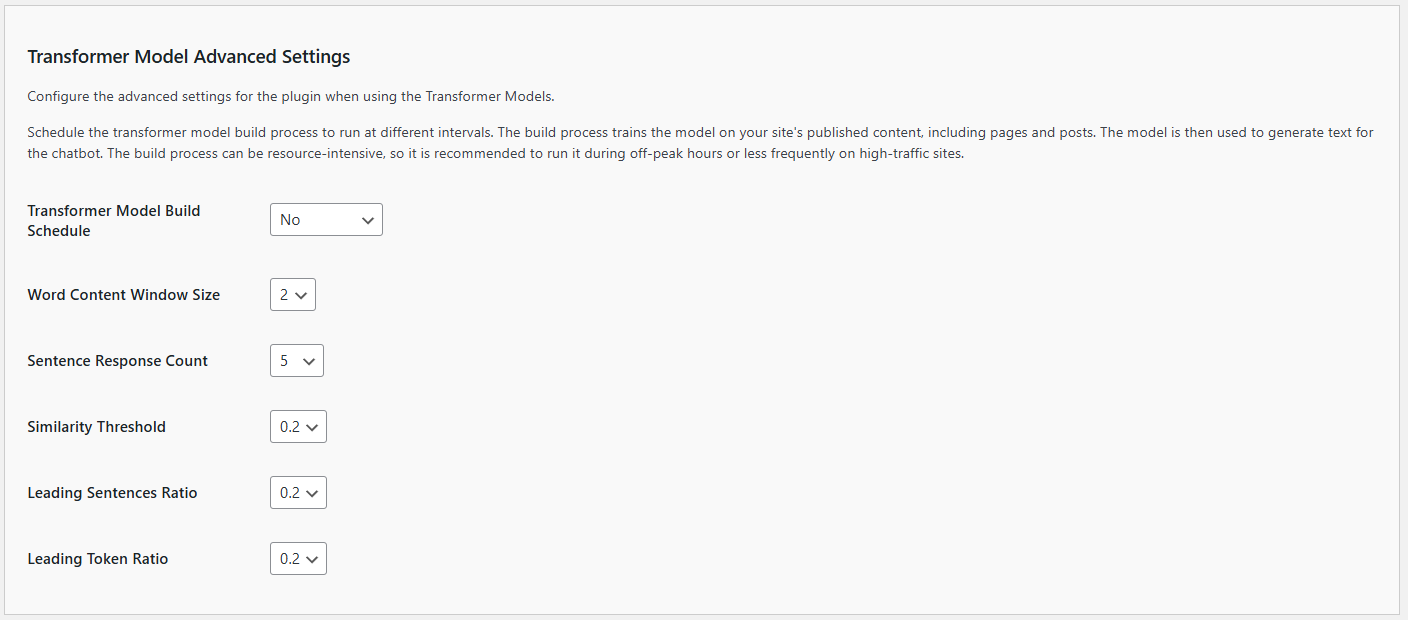 Transformer Model Advanced Settings
Configure the advanced settings for the plugin when using the Transformer Models.
Schedule the transformer model build process to run at different intervals. The build process trains the model on your site's published content, including pages and posts. The model is then used to generate text for
the chatbot. The build process can be resource-intensive, so it is recommended to run it during off-peak hours or less frequently on high-traffic sites.
Transformer Model Build
Schedule
No
Word Content Window Size
2
Sentence Response Count
5
Similarity Threshold
0.2
Leading Sentences Ratio
0.2
Leading Token Ratio
0.2